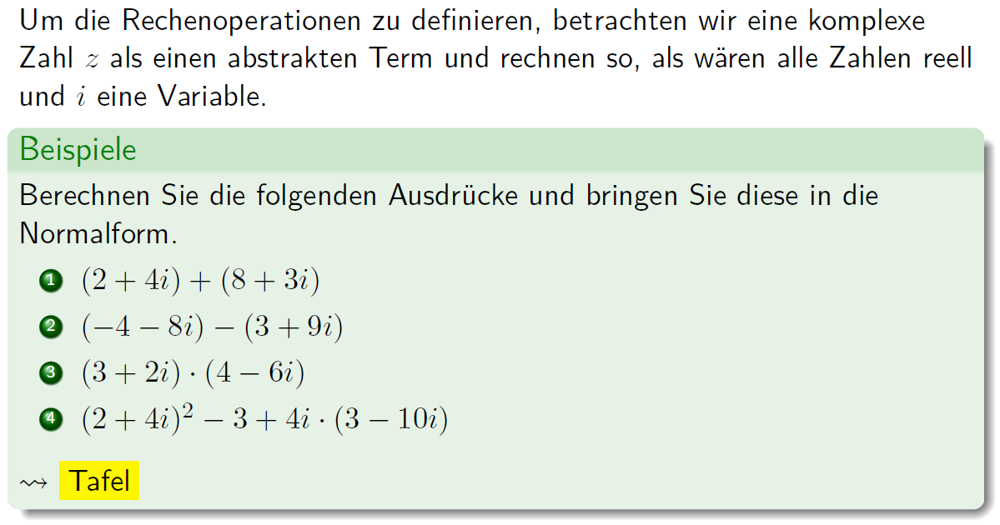 Um die Rechenoperationen zu definieren, betrachten wir eine komplexe
Zahl z als einen abstrakten Term und rechnen so, als wären alle Zahlen reell
und i eine Variable.
Beispiele
Berechnen Sie die folgenden Ausdrücke und bringen Sie diese in die
Normalform.
1 (2 + 4i) + (8 + 3i)
2 (−4 − 8i) − (3 + 9i)
3 (3 + 2i) · (4 − 6i)
4 (2 + 4i)² − 3 + 4i · (3 − 10i)
⇝ Tafel